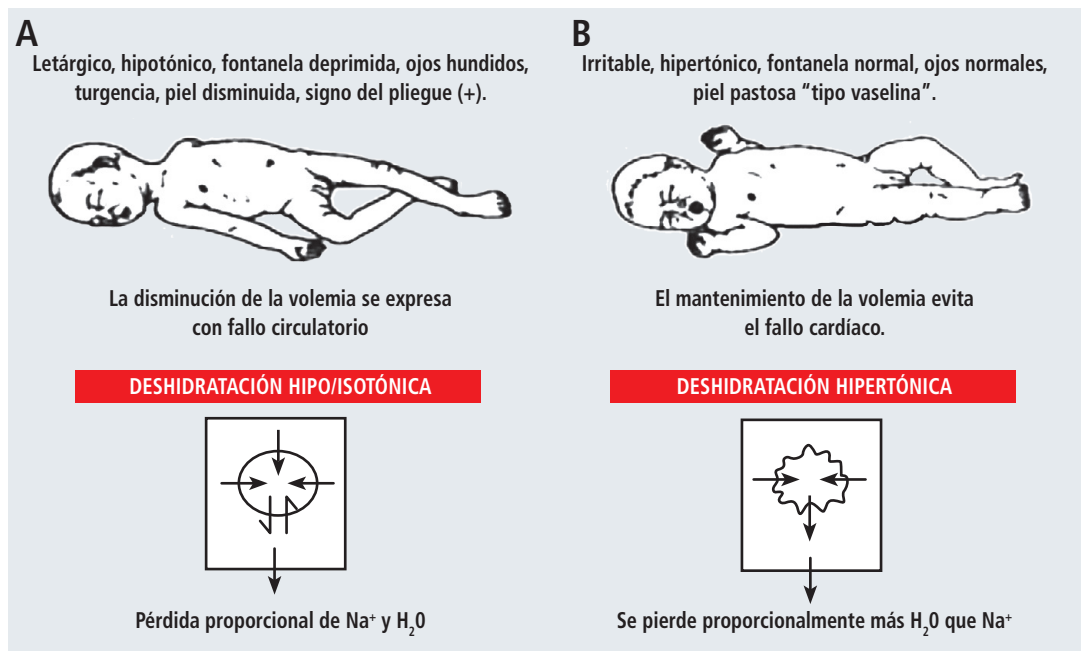 A
Letárgico, hipotónico, fontanela deprimida, ojos hundidos,
turgencia, piel disminuida, signo del pliegue (+).
La disminución de la volemia se expresa
con fallo circulatorio
DESHIDRATACIÓN HIPO/ISOTÓNICA
Pérdida proporcional de Na⁺ y H₂0
B
Irritable, hipertónico, fontanela normal, ojos normales,
piel pastosa “tipo vaselina”.
El mantenimiento de la volemia evita
el fallo cardíaco.
DESHIDRATACIÓN HIPERTÓNICA
Se pierde proporcionalmente más H₂0 que Na⁺